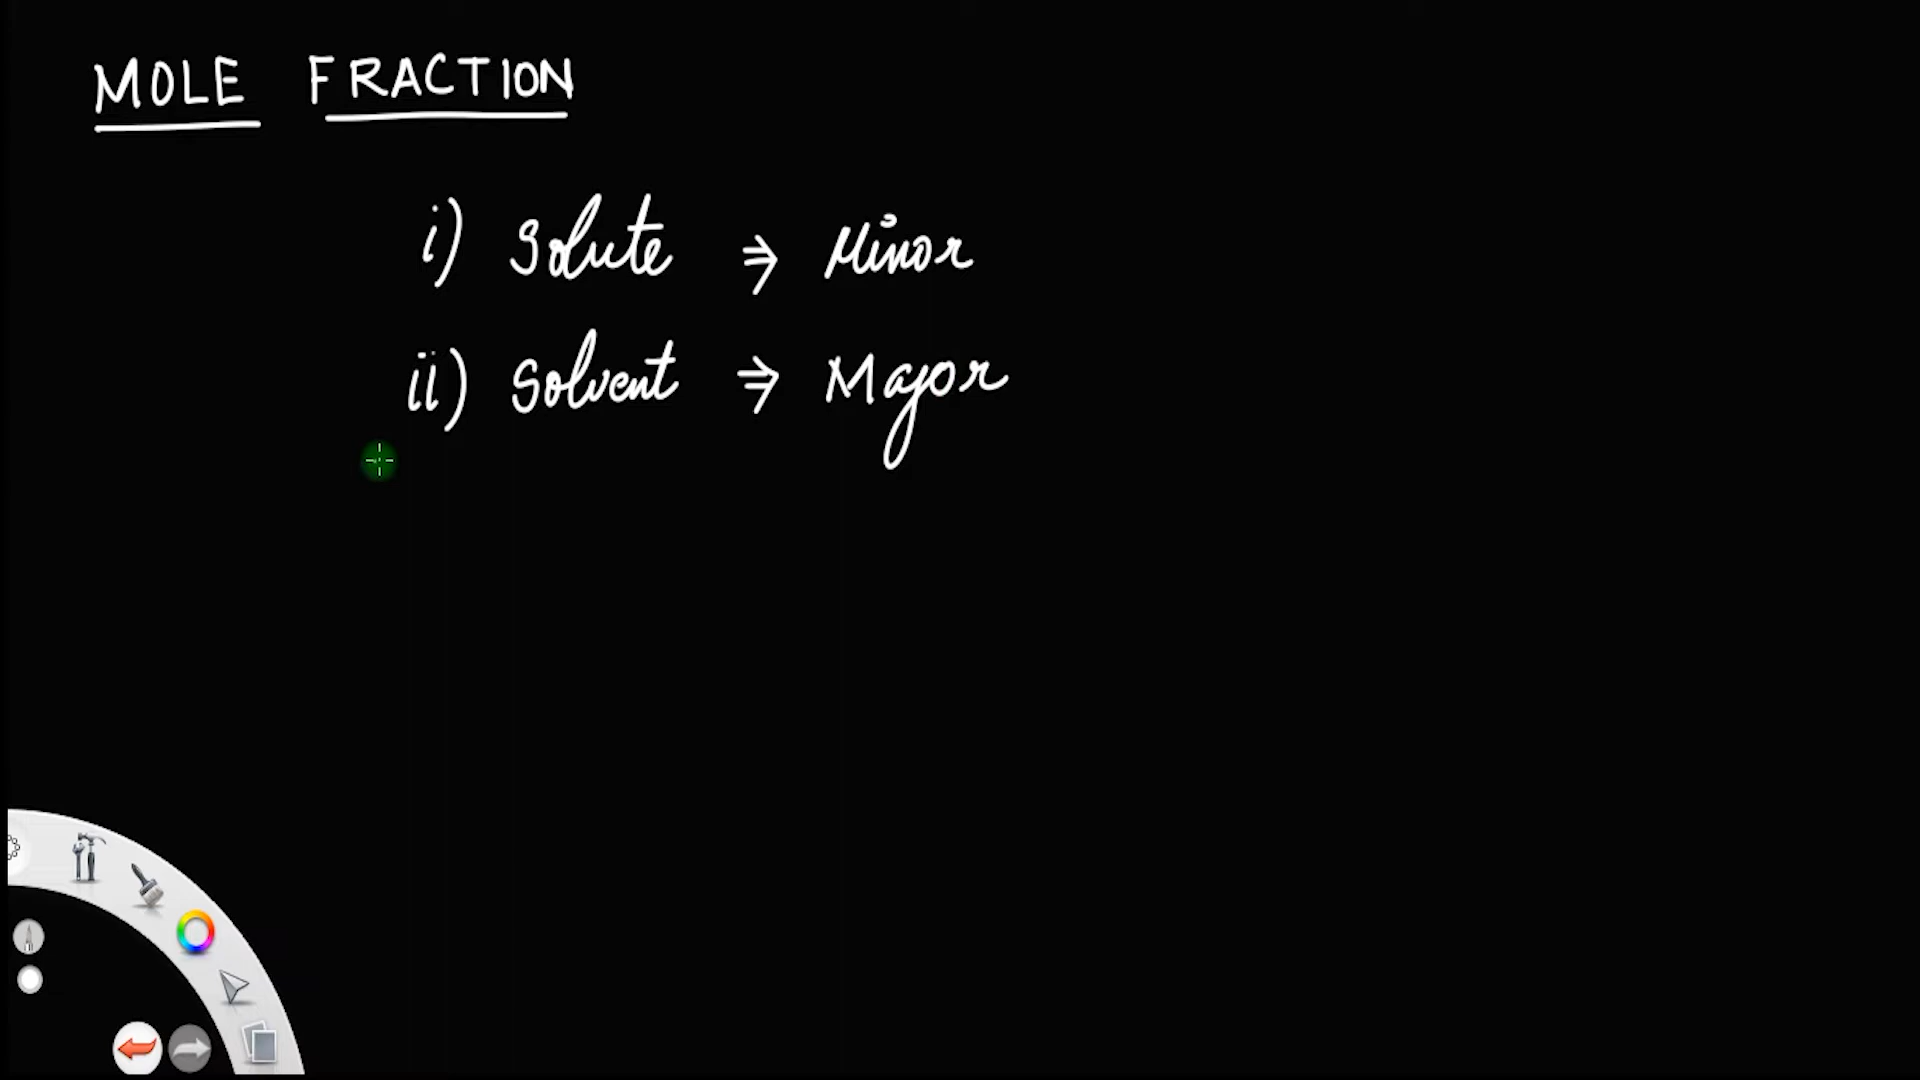 MOLE FRACTION
i) Solute ⇒ Minor
ii) Solvent ⇒ Major